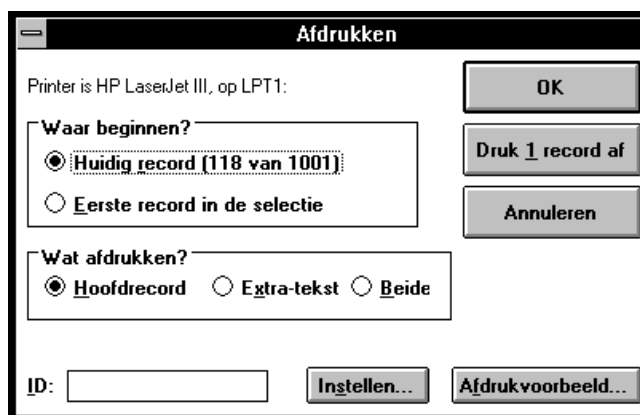 Afdrukken
Printer is HP LaserJet III, op LPT1:
OK
Waar beginnen?
Huidig record (118 van 1001)
Druk 1 record af
Eerste record in de selectie
Annuleren
Wat afdrukken?
Hoofdrecord Extra-tekst Beide
ID: Instellen... Afdrukvoorbeeld...